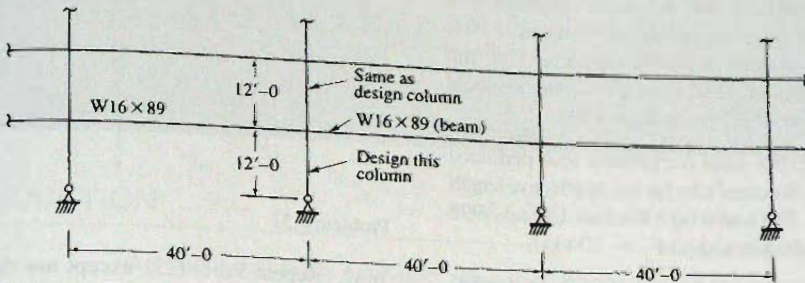 Same as
design column
12′-0
W16×89
W16×89 (beam)
12′-0
Design this
column
40′-0
40′-0
40′-0